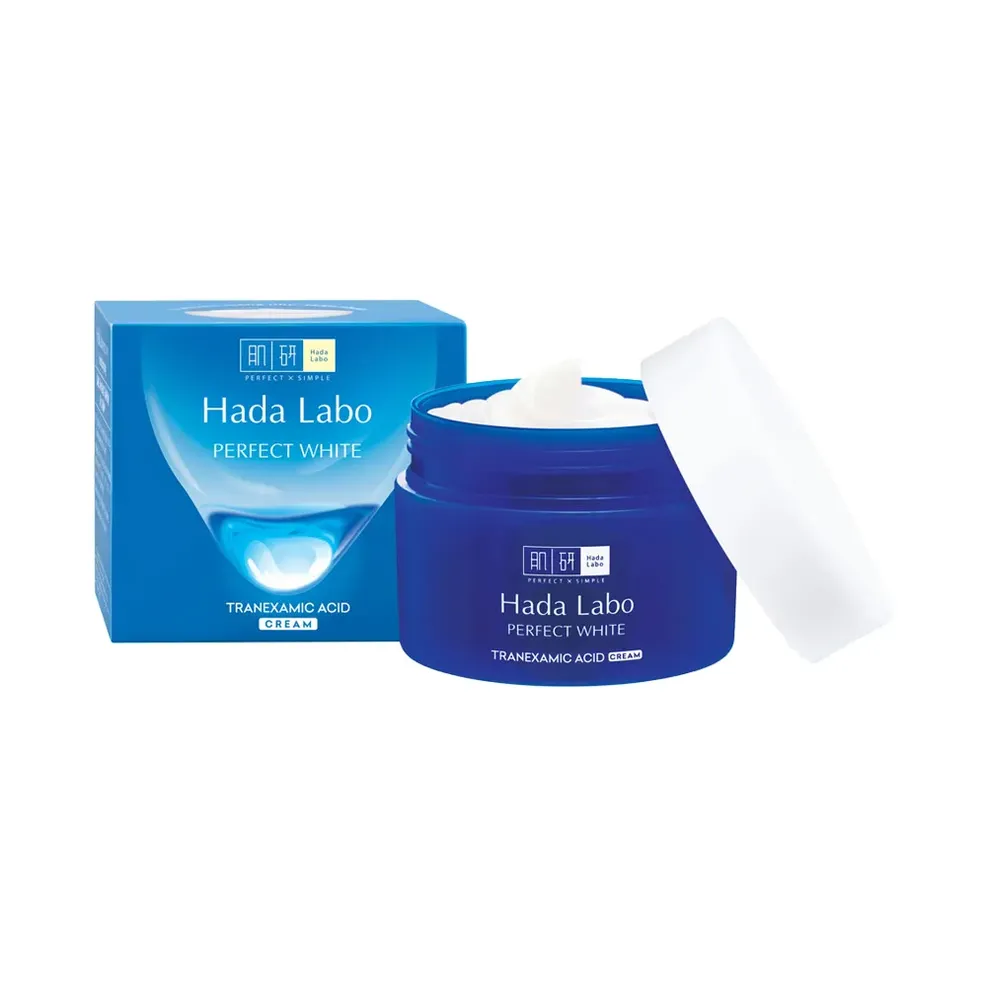 肌研
Hada
Labo
PERFECT × SIMPLE
Hada Labo
PERFECT WHITE
TRANEXAMIC ACID
CREAM
肌研
Hada
Labo
PERFECT × SIMPLE
Hada Labo
PERFECT WHITE
TRANEXAMIC ACID CREAM